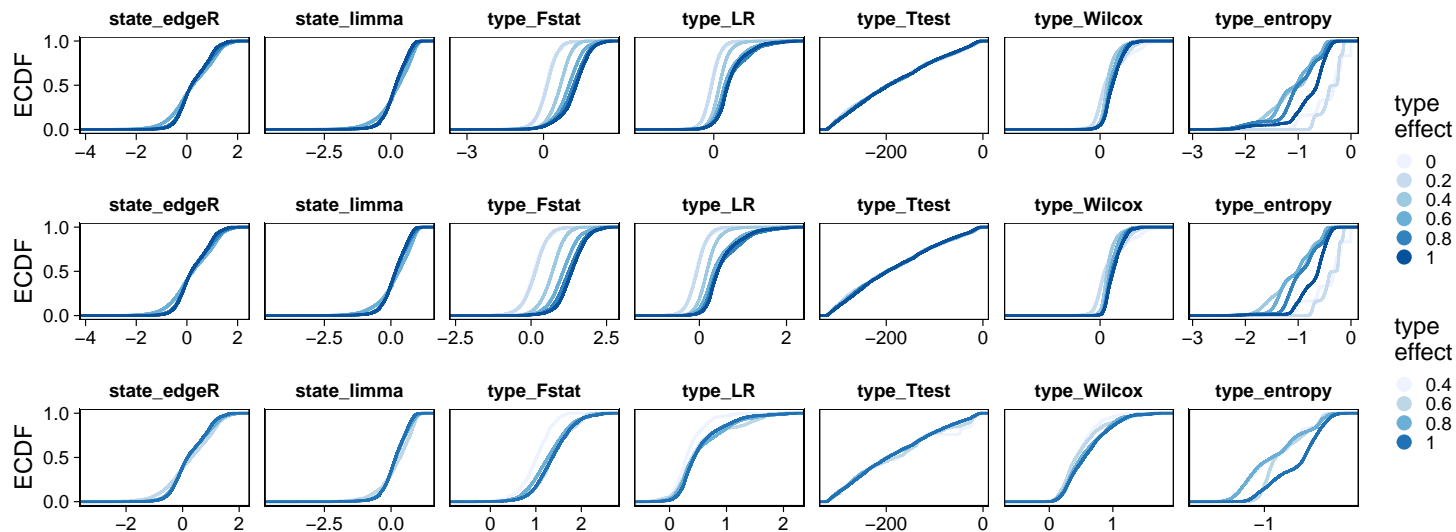 state_edgeR state_limma type_Fstat type_LR type_Ttest type_Wilcox type_entropy
ECDF
1.0
0.5
0.0
−4 −2 0 2 −2.5 0.0 −3 0 0 −200 0 0 −3 −2 −1 0
type
effect
0
0.2
0.4
0.6
0.8
1
state_edgeR state_limma type_Fstat type_LR type_Ttest type_Wilcox type_entropy
ECDF
1.0
0.5
0.0
−4 −2 0 2 −2.5 0.0 −2.5 0.0 2.5 0 2 −200 0 0 −3 −2 −1 0
type
effect
0.4
0.6
0.8
1
state_edgeR state_limma type_Fstat type_LR type_Ttest type_Wilcox type_entropy
ECDF
1.0
0.5
0.0
−2 0 2 −2.5 0.0 0 1 2 0 1 2 −200 0 0 1 −1